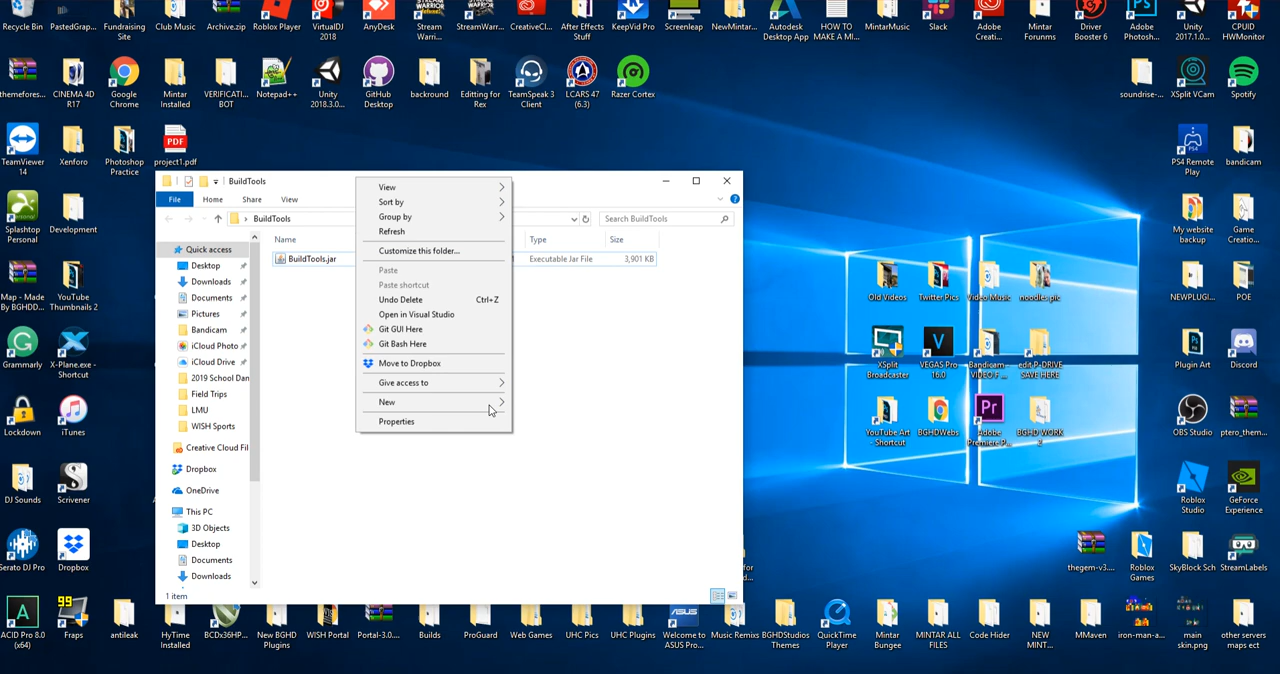 Recycle Bin
PastedGrap...
Fundraising
Site
Club Music
Archive.zip
Roblox Player
VirtualDJ
2018
AnyDesk
Stream
Warri...
StreamWarr...
CreativeCl...
After Effects
Stuff
KeepVid Pro
Screenleap
NewMintar...
Autodesk
Desktop App
HOW TO
MAKE A MI...
MintarMusic
Slack
Adobe
Creati...
Mintar
Forunms
Driver
Booster 6
Adobe
Photosh...
Unity
2017.1.0...
CPUID
HWMonitor
themefores...
CINEMA 4D
R17
Google
Chrome
Mintar
Installed
VERIFICATI...
BOT
Notepad++
Unity
2018.3.0...
GitHub
Desktop
backround
Editting for
Rex
TeamSpeak 3
Client
LCARS 47
(6.3)
Razer Cortex
soundrise-...
XSplit VCam
Spotify
TeamViewer
14
Xenforo
Photoshop
Practice
PDF
project1.pdf
PS4 Remote
Play
bandicam
BuildTools
File
Home
Share
View
BuildTools
Search BuildTools
Name
Type
Size
BuildTools.jar
Executable Jar File
3,901 KB
Quick access
Desktop
Downloads
Documents
Pictures
Bandicam
iCloud Photo
iCloud Drive
2019 School Dan
Field Trips
LMU
WISH Sports
Creative Cloud Fil
Dropbox
OneDrive
This PC
3D Objects
Desktop
Documents
Downloads
1 item
View
Sort by
Group by
Refresh
Customize this folder...
Paste
Paste shortcut
Undo Delete
Ctrl+Z
Open in Visual Studio
Git GUI Here
Git Bash Here
Move to Dropbox
Give access to
New
Properties
Splashtop
Personal
Development
My website
backup
Game
Creatio...
Map - Made
By BGHDD...
YouTube
Thumbnails 2
Old Videos
Twitter Pics
Video Music
noodles.pic
NEWPLUGI...
POE
Grammarly
X-Plane.exe -
Shortcut
XSplit
Broadcaster
VEGAS Pro
16.0
Bandicam -
VIDEO F...
edit P-DRIVE
SAVE HERE
Plugin Art
Discord
Lockdown
iTunes
YouTube Art
- Shortcut
BGHDWebs
Pr
Adobe
Premiere P...
BGHD WORK
2
OBS Studio
ptero_them...
DJ Sounds
Scrivener
Roblox
Studio
GeForce
Experience
Serato DJ Pro
Dropbox
for
d...
thegem-v3....
Roblox
Games
SkyBlock Sch
StreamLabels
ACID Pro 8.0
(x64)
99
Fraps
antileak
HyTime
Installed
BCDx36HP...
New BGHD
Plugins
WISH Portal
Portal-3.0....
Builds
ProGuard
Web Games
UHC Pics
UHC Plugins
ASUS
Welcome to
ASUS Pro...
Music Remixs
BGHDStudios
Themes
QuickTime
Player
Mintar
Bungee
MINTAR ALL
FILES
Code Hider
NEW
MINT...
MMaven
iron-man-a...
main
skin.png
other servers
maps ect